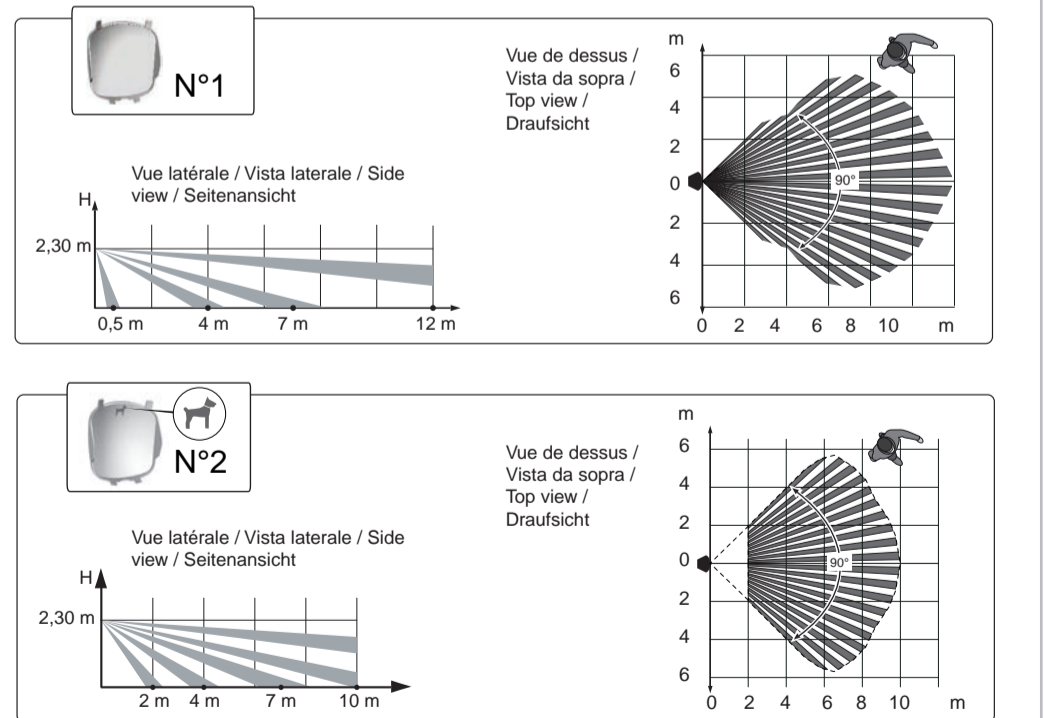 N°1
Vue latérale / Vista laterale / Side
view / Seitenansicht
H
2,30 m
0,5 m 4 m 7 m 12 m
Vue de dessus /
Vista da sopra /
Top view /
Draufsicht
m
6
4
2
0
90°
2
4
6
0 2 4 6 8 10 m
N°2
Vue latérale / Vista laterale / Side
view / Seitenansicht
H
2,30 m
2 m 4 m 7 m 10 m
Vue de dessus /
Vista da sopra /
Top view /
Draufsicht
m
6
4
2
0
90°
2
4
6
0 2 4 6 8 10 m